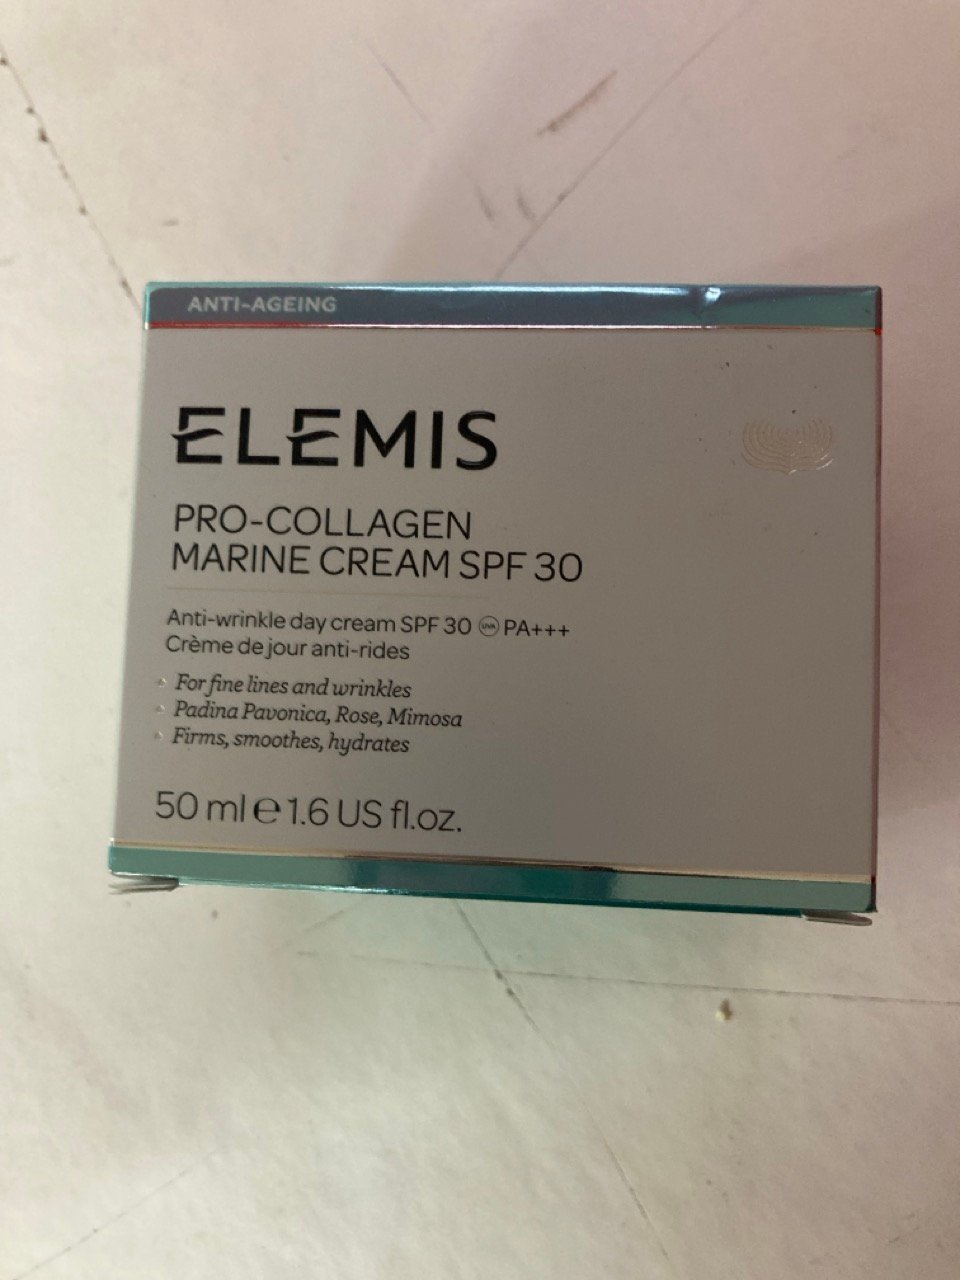 ANTI-AGEING
ELEMIS
PRO-COLLAGEN
MARINE CREAM SPF 30
Anti-wrinkle day cream SPF 30 UVA PA+++
Crème de jour anti-rides
For fine lines and wrinkles
Padina Pavonica, Rose, Mimosa
Firms, smoothes, hydrates
50 ml ℮ 1.6 US fl.oz.